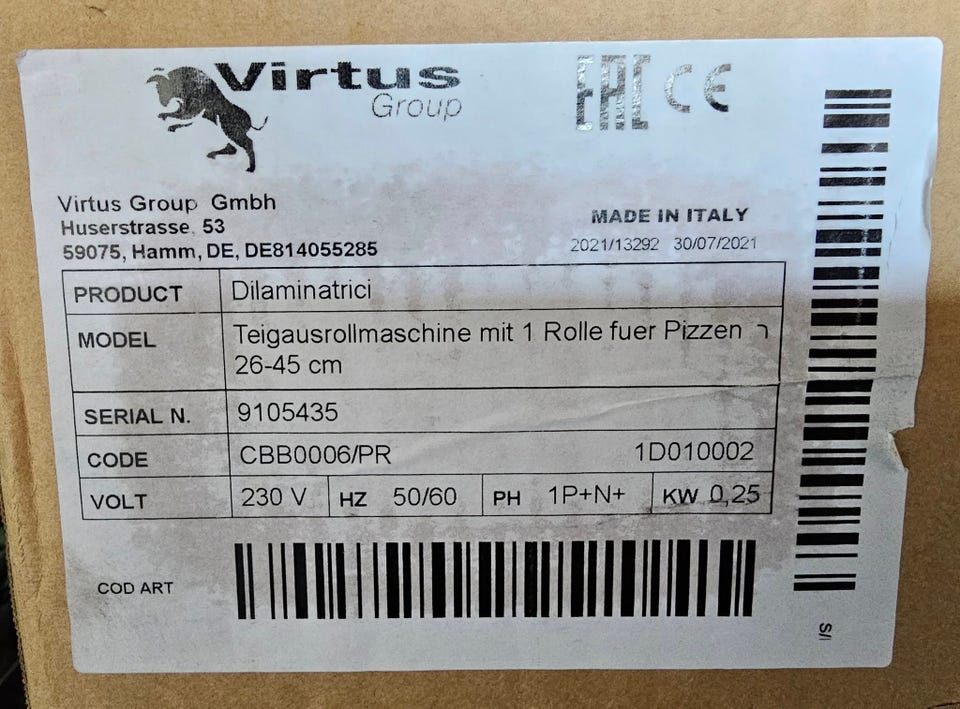 Virtus
Group
EAC CE
Virtus Group Gmbh
Huserstrasse, 53
59075, Hamm, DE, DE814055285
MADE IN ITALY
2021/13292 30/07/2021
PRODUCT Dilaminatrici
MODEL Teigausrollmaschine mit 1 Rolle fuer Pizzen
26-45 cm
SERIAL N. 9105435
CODE CBB0006/PR 1D010002
VOLT 230 V HZ 50/60 PH 1P+N+ KW 0,25
COD ART